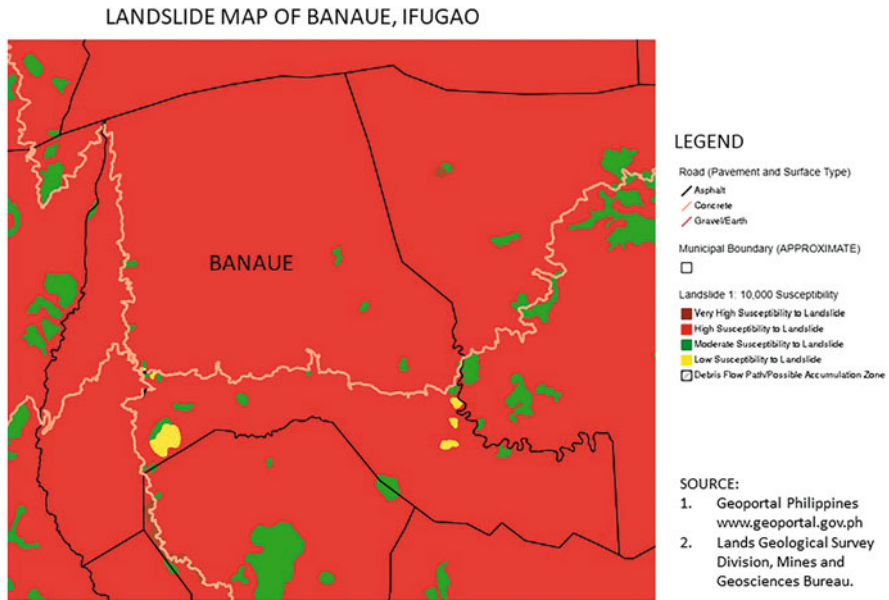 LANDSLIDE MAP OF BANAUE, IFUGAO
BANAUE
LEGEND
Road (Pavement and Surface Type)
Asphalt
Concrete
Gravel/Earth
Municipal Boundary (APPROXIMATE)
Landslide 1: 10,000 Susceptibility
Very High Susceptibility to Landslide
High Susceptibility to Landslide
Moderate Susceptibility to Landslide
Low Susceptibility to Landslide
Debris Flow Path/Possible Accumulation Zone
SOURCE:
1. Geoportal Philippines
www.geoportal.gov.ph
2. Lands Geological Survey
Division, Mines and
Geosciences Bureau.